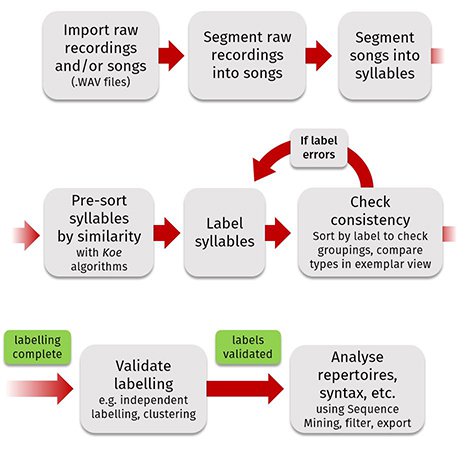 Import raw
recordings
and/or songs
(.WAV files)
Segment raw
recordings
into songs
Segment
songs into
syllables
If label
errors
Pre-sort
syllables
by similarity
with Koe
algorithms
Label
syllables
Check
consistency
Sort by label to check
groupings, compare
types in exemplar view
labelling
complete
Validate
labelling
e.g. independent
labelling, clustering
labels
validated
Analyse
repertoires,
syntax, etc.
using Sequence
Mining, filter, export